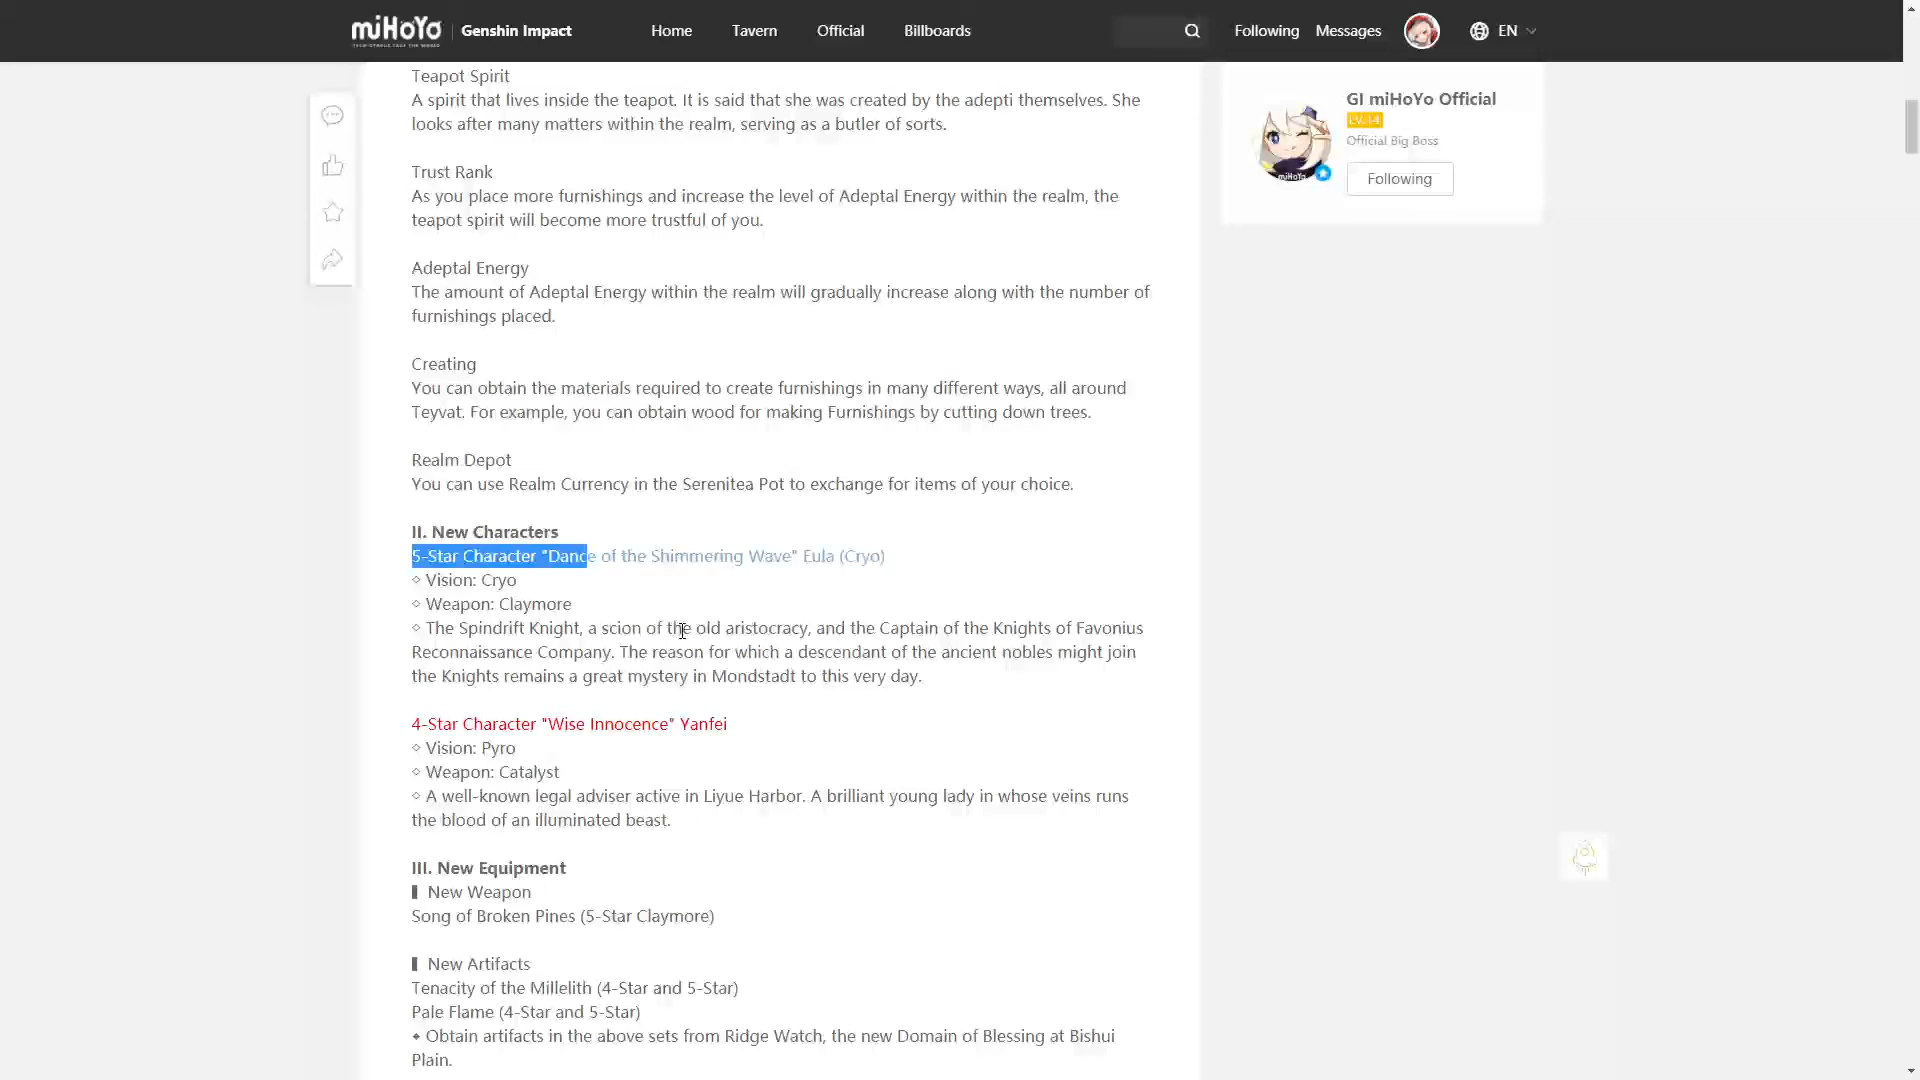 miHoYo
TECH OTAKUS SAVE THE WORLD
Genshin Impact
Home
Tavern
Official
Billboards
Following
Messages
EN
Teapot Spirit
A spirit that lives inside the teapot. It is said that she was created by the adepti themselves. She
looks after many matters within the realm, serving as a butler of sorts.
Trust Rank
As you place more furnishings and increase the level of Adeptal Energy within the realm, the
teapot spirit will become more trustful of you.
Adeptal Energy
The amount of Adeptal Energy within the realm will gradually increase along with the number of
furnishings placed.
Creating
You can obtain the materials required to create furnishings in many different ways, all around
Teyvat. For example, you can obtain wood for making Furnishings by cutting down trees.
Realm Depot
You can use Realm Currency in the Serenitea Pot to exchange for items of your choice.
II. New Characters
5-Star Character "Dance of the Shimmering Wave" Eula (Cryo)
◇ Vision: Cryo
◇ Weapon: Claymore
◇ The Spindrift Knight, a scion of the old aristocracy, and the Captain of the Knights of Favonius
Reconnaissance Company. The reason for which a descendant of the ancient nobles might join
the Knights remains a great mystery in Mondstadt to this very day.
4-Star Character "Wise Innocence" Yanfei
◇ Vision: Pyro
◇ Weapon: Catalyst
◇ A well-known legal adviser active in Liyue Harbor. A brilliant young lady in whose veins runs
the blood of an illuminated beast.
III. New Equipment
▌ New Weapon
Song of Broken Pines (5-Star Claymore)
▌ New Artifacts
Tenacity of the Millelith (4-Star and 5-Star)
Pale Flame (4-Star and 5-Star)
◆ Obtain artifacts in the above sets from Ridge Watch, the new Domain of Blessing at Bishui
Plain.
GI miHoYo Official
LV.14
Official Big Boss
miHoYo
Following